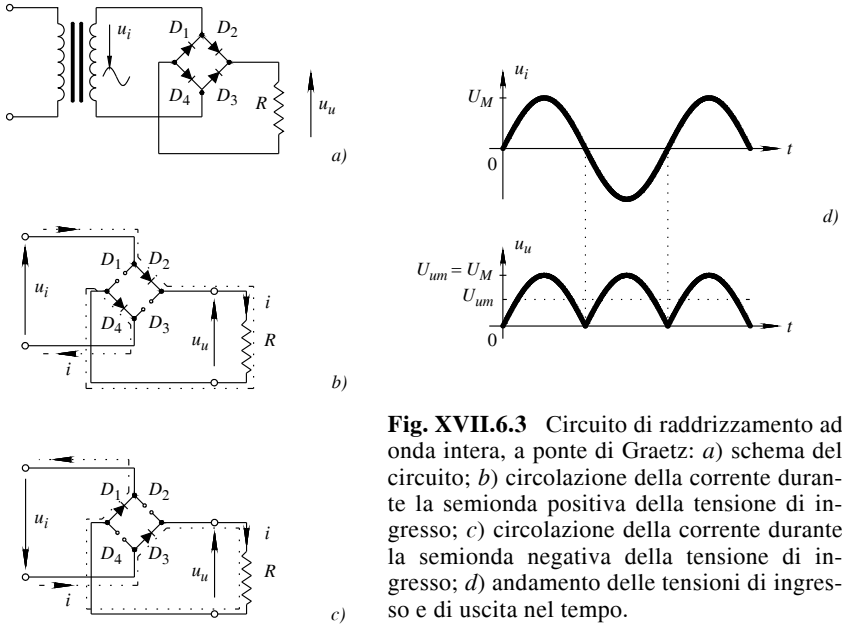 u_i
D_1 D_2
D_4 D_3
R
u_u
a)
D_1 D_2
u_i
D_4 D_3
i
u_u
R
i
b)
D_1 D_2
u_i
D_4 D_3
i
u_u
R
i
c)
u_i
U_M
0
t
d)
u_u
U_um = U_M
U_um
0
t
Fig. XVII.6.3 Circuito di raddrizzamento ad
onda intera, a ponte di Graetz: a) schema del
circuito; b) circolazione della corrente duran-
te la semionda positiva della tensione di in-
gresso; c) circolazione della corrente durante
la semionda negativa della tensione di in-
gresso; d) andamento delle tensioni di ingres-
so e di uscita nel tempo.